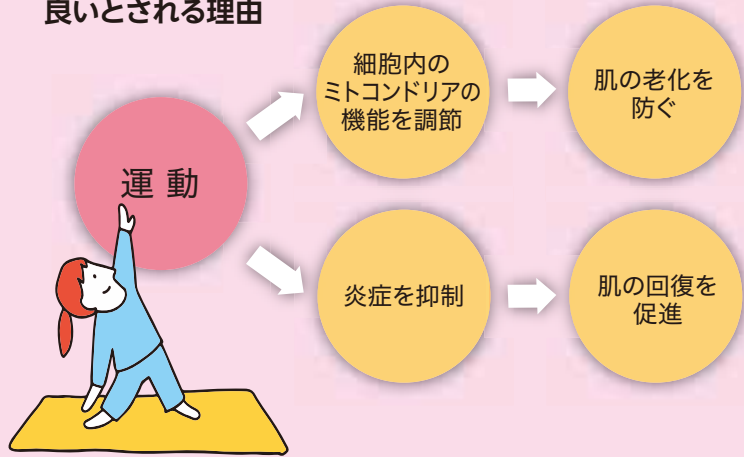 良いとされる理由
運動
細胞内の
ミトコンドリアの
機能を調節
肌の老化を
防ぐ
炎症を抑制
肌の回復を
促進